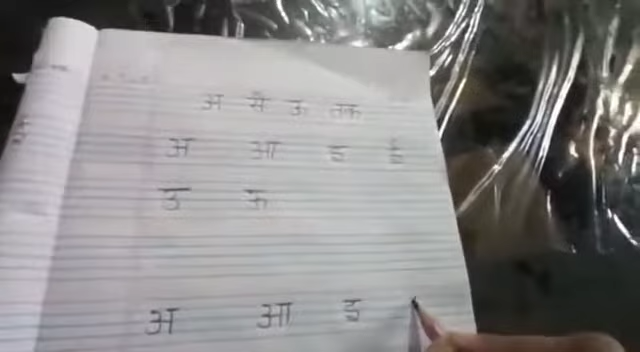 अ से ऊ तक
अ आ इ ई
उ ऊ
अ आ इ